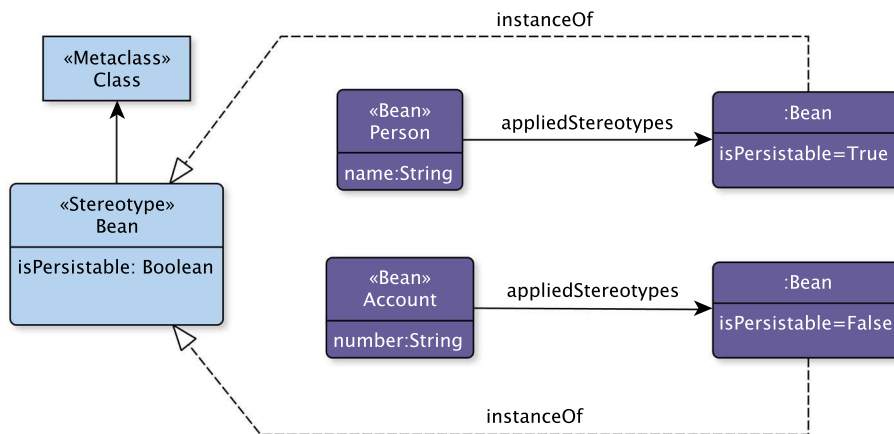 instanceOf
«Metaclass»
Class
«Stereotype»
Bean
isPersistable: Boolean
«Bean»
Person
name:String
appliedStereotypes
:Bean
isPersistable=True
«Bean»
Account
number:String
appliedStereotypes
:Bean
isPersistable=False
instanceOf